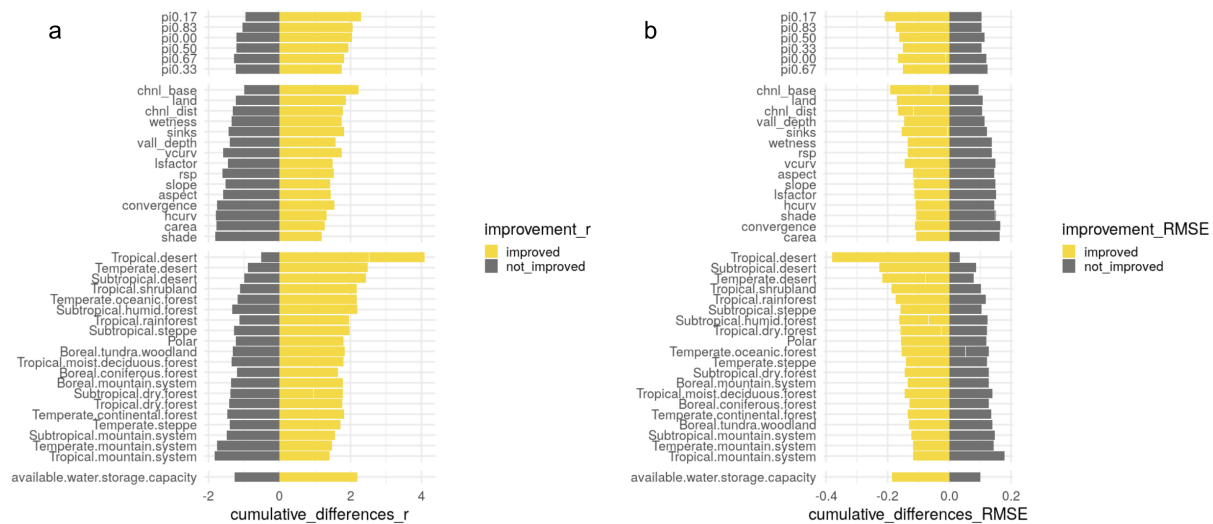 a
pi0.17
pi0.83
pi0.00
pi0.50
pi0.67
pi0.33
chnl_base
land
chnl_dist
wetness
sinks
vall_depth
vcurv
lsfactor
rsp
slope
aspect
convergence
hcurv
carea
shade
Tropical.desert
Temperate.desert
Subtropical.desert
Tropical.shrubland
Temperate.oceanic.forest
Subtropical.humid.forest
Tropical.rainforest
Subtropical.steppe
Polar
Boreal.tundra.woodland
Tropical.moist.deciduous.forest
Boreal.coniferous.forest
Boreal.mountain.system
Subtropical.dry.forest
Tropical.dry.forest
Temperate.continental.forest
Temperate.steppe
Subtropical.mountain.system
Temperate.mountain.system
Tropical.mountain.system
available.water.storage.capacity
-2 0 2 4
cumulative_differences_r
improvement_r
improved
not_improved
b
pi0.17
pi0.83
pi0.50
pi0.33
pi0.00
pi0.67
chnl_base
land
chnl_dist
vall_depth
sinks
wetness
rsp
vcurv
aspect
slope
lsfactor
hcurv
shade
convergence
carea
Tropical.desert
Subtropical.desert
Temperate.desert
Tropical.shrubland
Tropical.rainforest
Subtropical.steppe
Subtropical.humid.forest
Tropical.dry.forest
Polar
Temperate.oceanic.forest
Temperate.steppe
Subtropical.dry.forest
Boreal.mountain.system
Tropical.moist.deciduous.forest
Boreal.coniferous.forest
Temperate.continental.forest
Boreal.tundra.woodland
Subtropical.mountain.system
Temperate.mountain.system
Tropical.mountain.system
available.water.storage.capacity
-0.4 -0.2 0.0 0.2
cumulative_differences_RMSE
improvement_RMSE
improved
not_improved